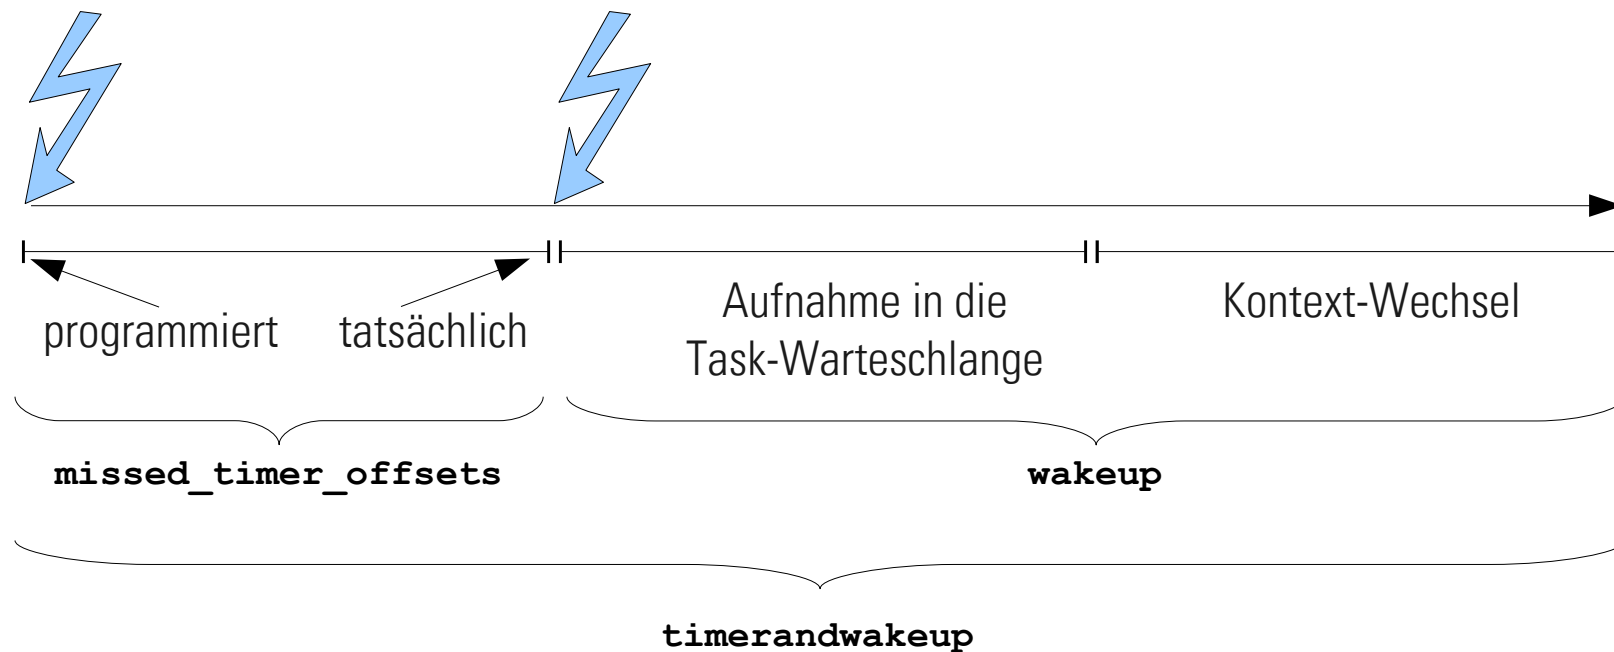 programmiert
tatsächlich
Aufnahme in die
Task-Warteschlange
Kontext-Wechsel
missed_timer_offsets
wakeup
timerandwakeup